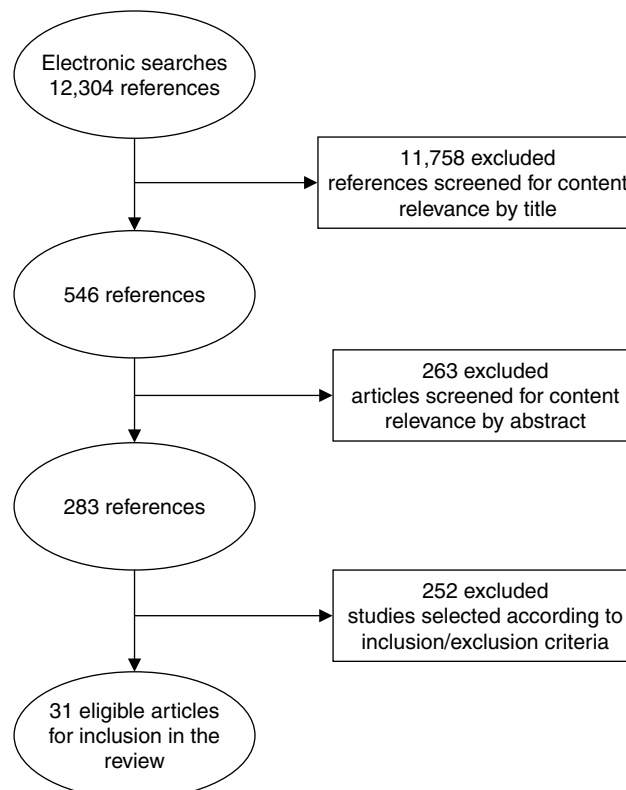 Electronic searches
12,304 references
11,758 excluded
references screened for content
relevance by title
546 references
263 excluded
articles screened for content
relevance by abstract
283 references
252 excluded
studies selected according to
inclusion/exclusion criteria
31 eligible articles
for inclusion in the
review